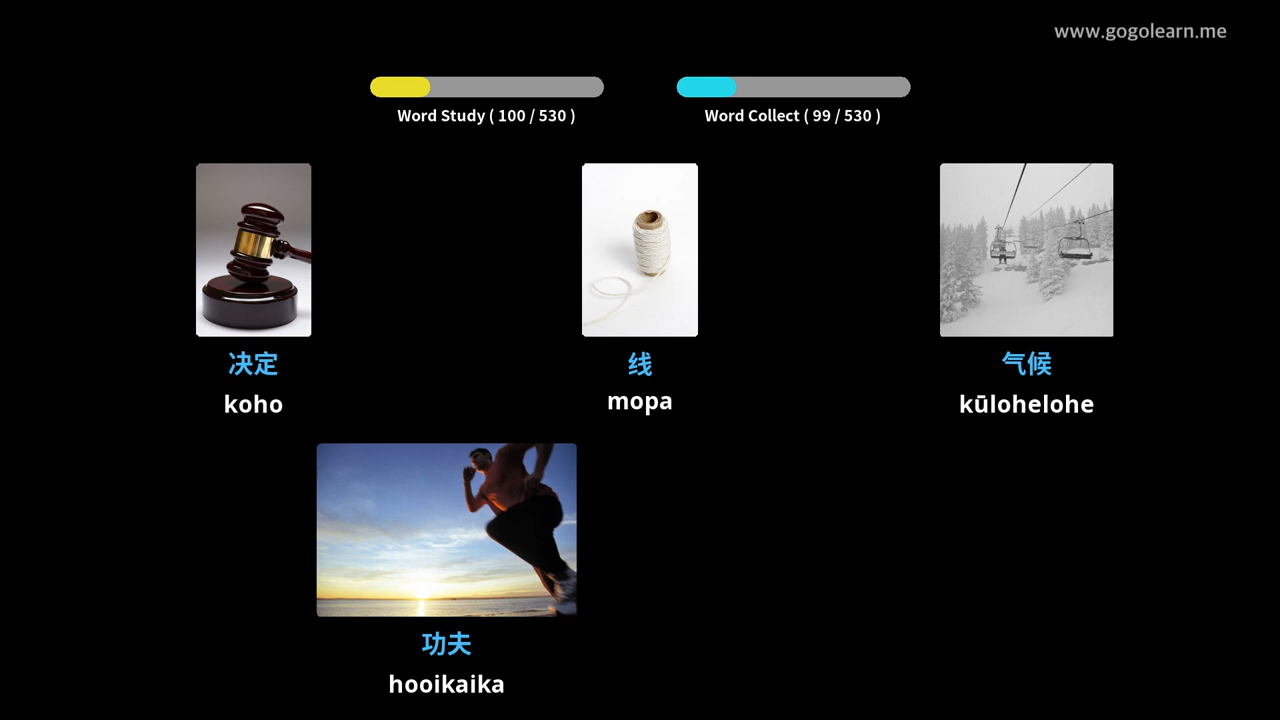 www.gogolearn.me
Word Study ( 100 / 530 )
Word Collect ( 99 / 530 )
决定
koho
线
mopa
气候
kūlohelohe
功夫
hooikaika